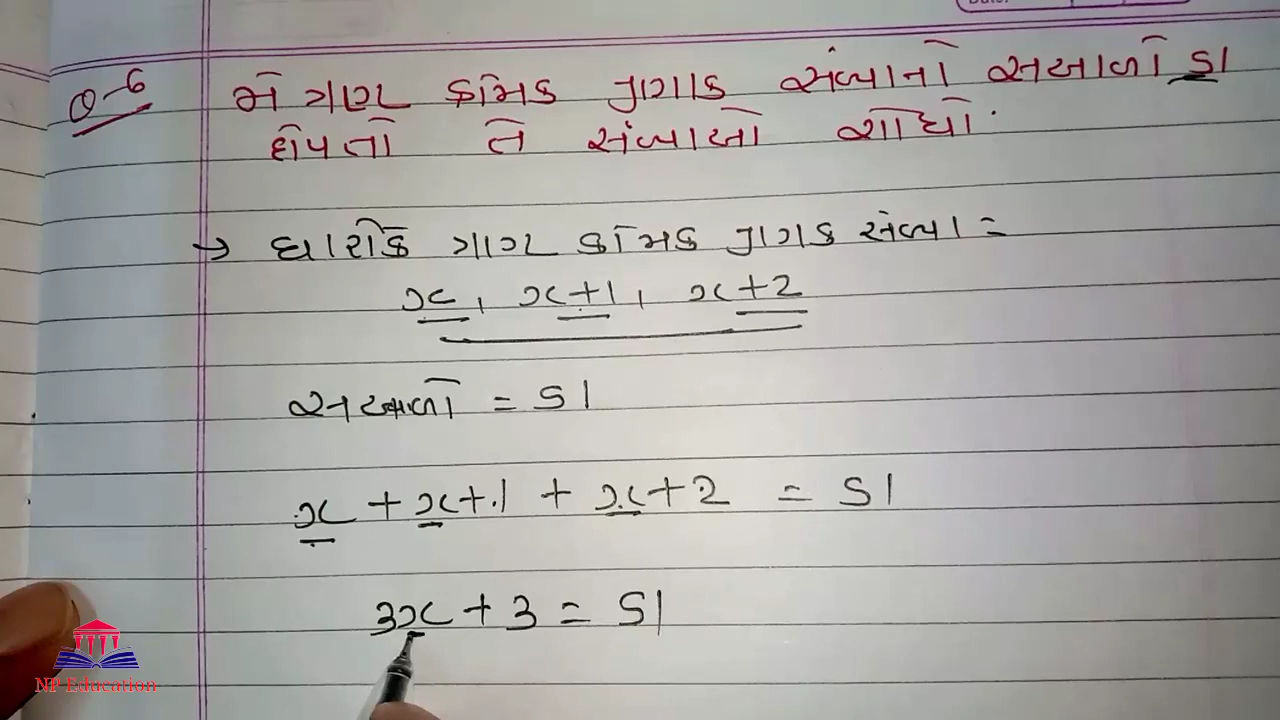 Q-6 જો ત્રણ ક્રમિક પૂર્ણાંક સંખ્યાનો સરવાળો 51
હોય તો તે સંખ્યાઓ શોધો.
→ ધારોકે ત્રણ ક્રમિક પૂર્ણાંક સંખ્યા =
x, x+1, x+2
સરવાળો = 51
x + x+1 + x+2 = 51
3x + 3 = 51
NP Education